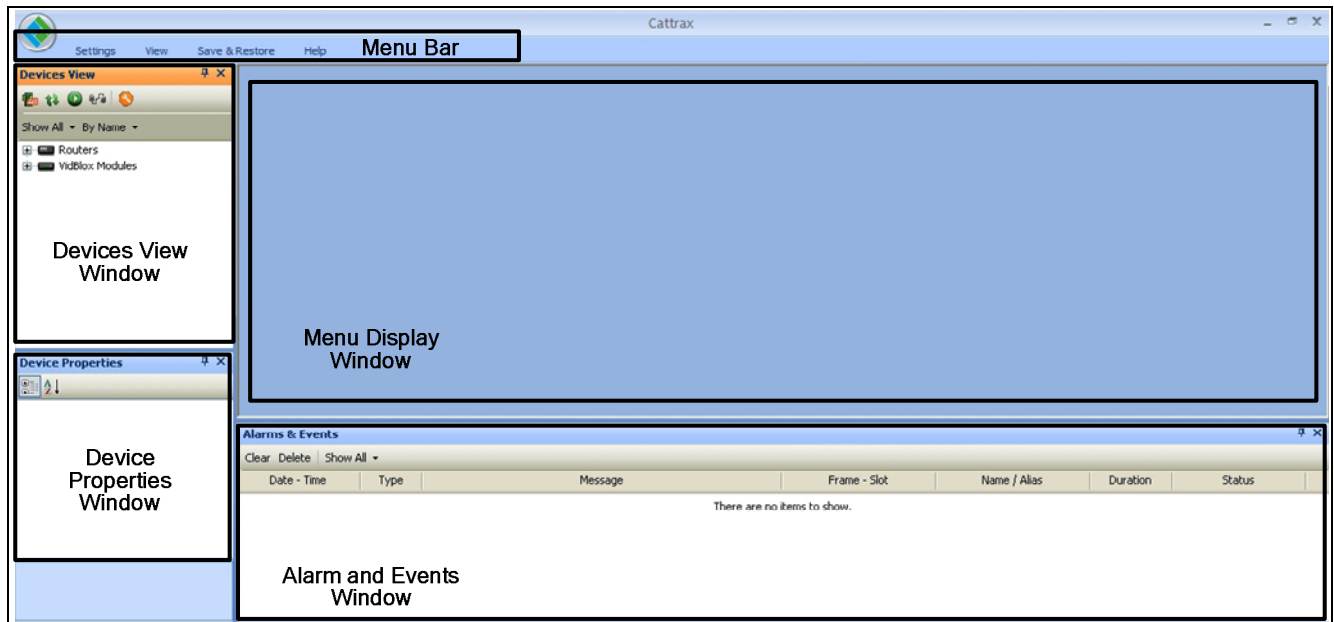 Cattrax
Settings View Save & Restore Help Menu Bar
Devices View
Show All By Name
Routers
VidBlox Modules
Devices View
Window
Menu Display
Window
Device Properties
Device
Properties
Window
Alarms & Events
Clear Delete Show All
Date - Time Type Message Frame - Slot Name / Alias Duration Status
There are no items to show.
Alarm and Events
Window